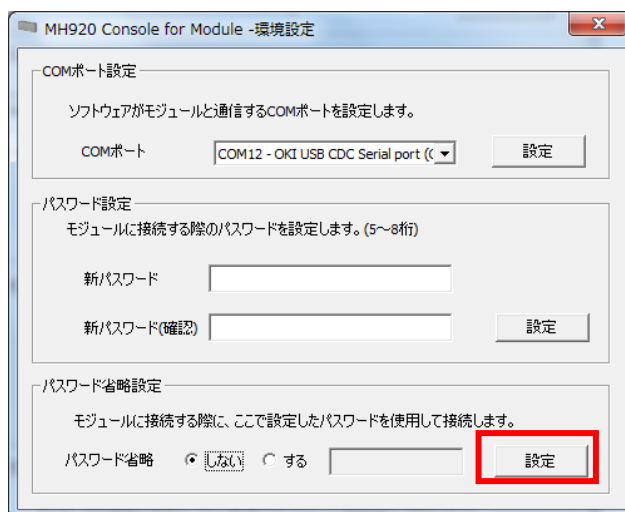 MH920 Console for Module -環境設定
COMポート設定
ソフトウェアがモジュールと通信するCOMポートを設定します。
COMポート COM12 - OKI USB CDC Serial port (( 設定
パスワード設定
モジュールに接続する際のパスワードを設定します。(5～8桁)
新パスワード
新パスワード(確認) 設定
パスワード省略設定
モジュールに接続する際に、ここで設定したパスワードを使用して接続します。
パスワード省略 しない する 設定